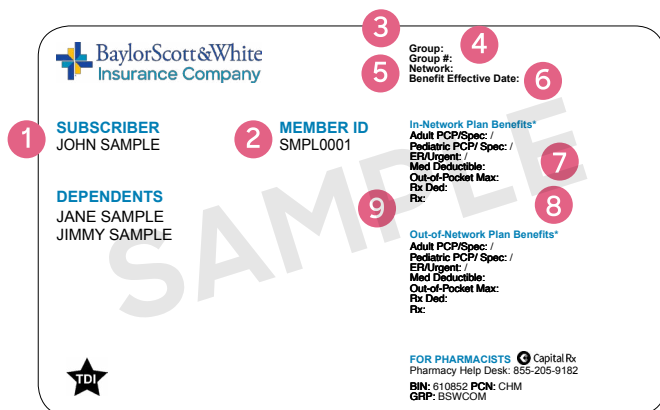 3
BaylorScott&White
Insurance Company
Group:
4
Group #:
5
Network:
Benefit Effective Date:
6
1
SUBSCRIBER
JOHN SAMPLE
2
MEMBER ID
SMPL0001
In-Network Plan Benefits*
Adult PCP/Spec: /
Pediatric PCP/ Spec: /
ER/Urgent: /
Med Deductible:
7
Out-of-Pocket Max:
Rx Ded:
Rx:
8
DEPENDENTS
JANE SAMPLE
JIMMY SAMPLE
9
Out-of-Network Plan Benefits*
Adult PCP/Spec: /
Pediatric PCP/ Spec: /
ER/Urgent: /
Med Deductible:
Out-of-Pocket Max:
Rx Ded:
Rx:
SAMPLE
TDI
FOR PHARMACISTS Capital Rx
Pharmacy Help Desk: 855-205-9182
BIN: 610852 PCN: CHM
GRP: BSWCOM